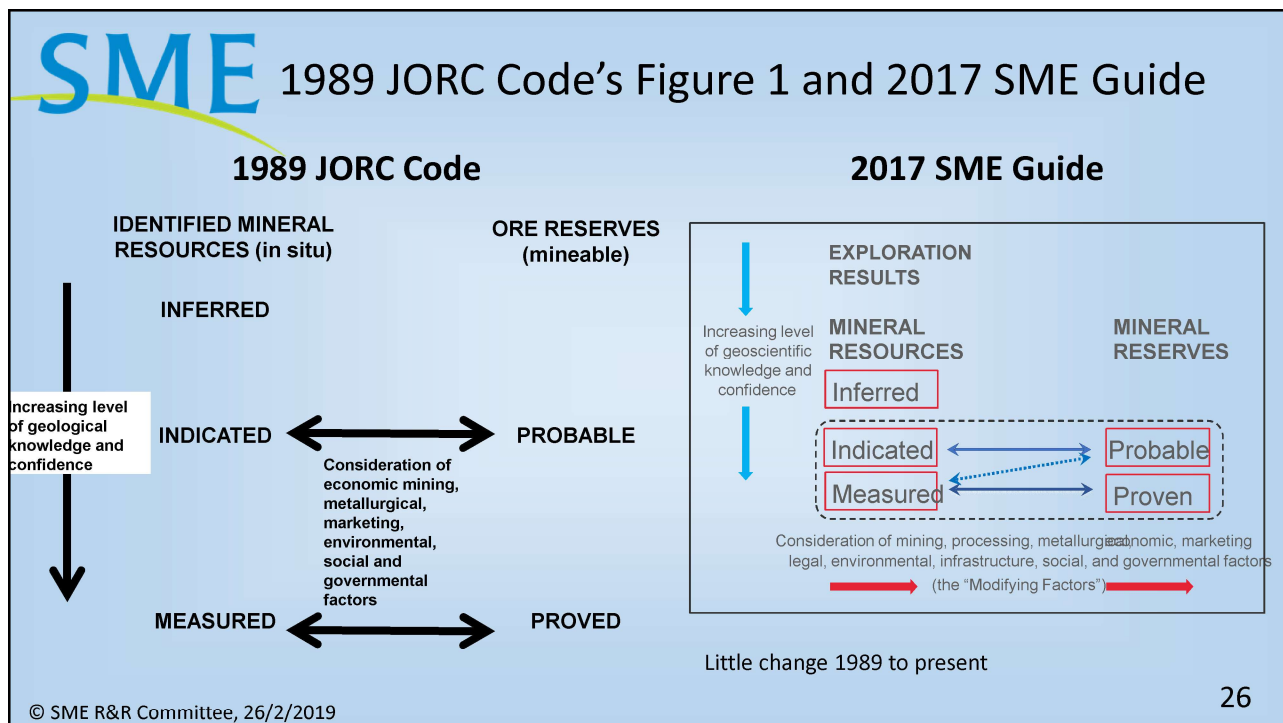 SME
1989 JORC Code’s Figure 1 and 2017 SME Guide
1989 JORC Code
IDENTIFIED MINERAL
RESOURCES (in situ)
ORE RESERVES
(mineable)
INFERRED
Increasing level
of geological
knowledge and
confidence
INDICATED
PROBABLE
Consideration of
economic mining,
metallurgical,
marketing,
environmental,
social and
governmental
factors
MEASURED
PROVED
2017 SME Guide
EXPLORATION
RESULTS
Increasing level
of geoscientific
knowledge and
confidence
MINERAL
RESOURCES
MINERAL
RESERVES
Inferred
Indicated
Probable
Measured
Proven
Consideration of mining, processing, metallurgical, economic, marketing
legal, environmental, infrastructure, social, and governmental factors
(the “Modifying Factors”)
Little change 1989 to present
© SME R&R Committee, 26/2/2019
26